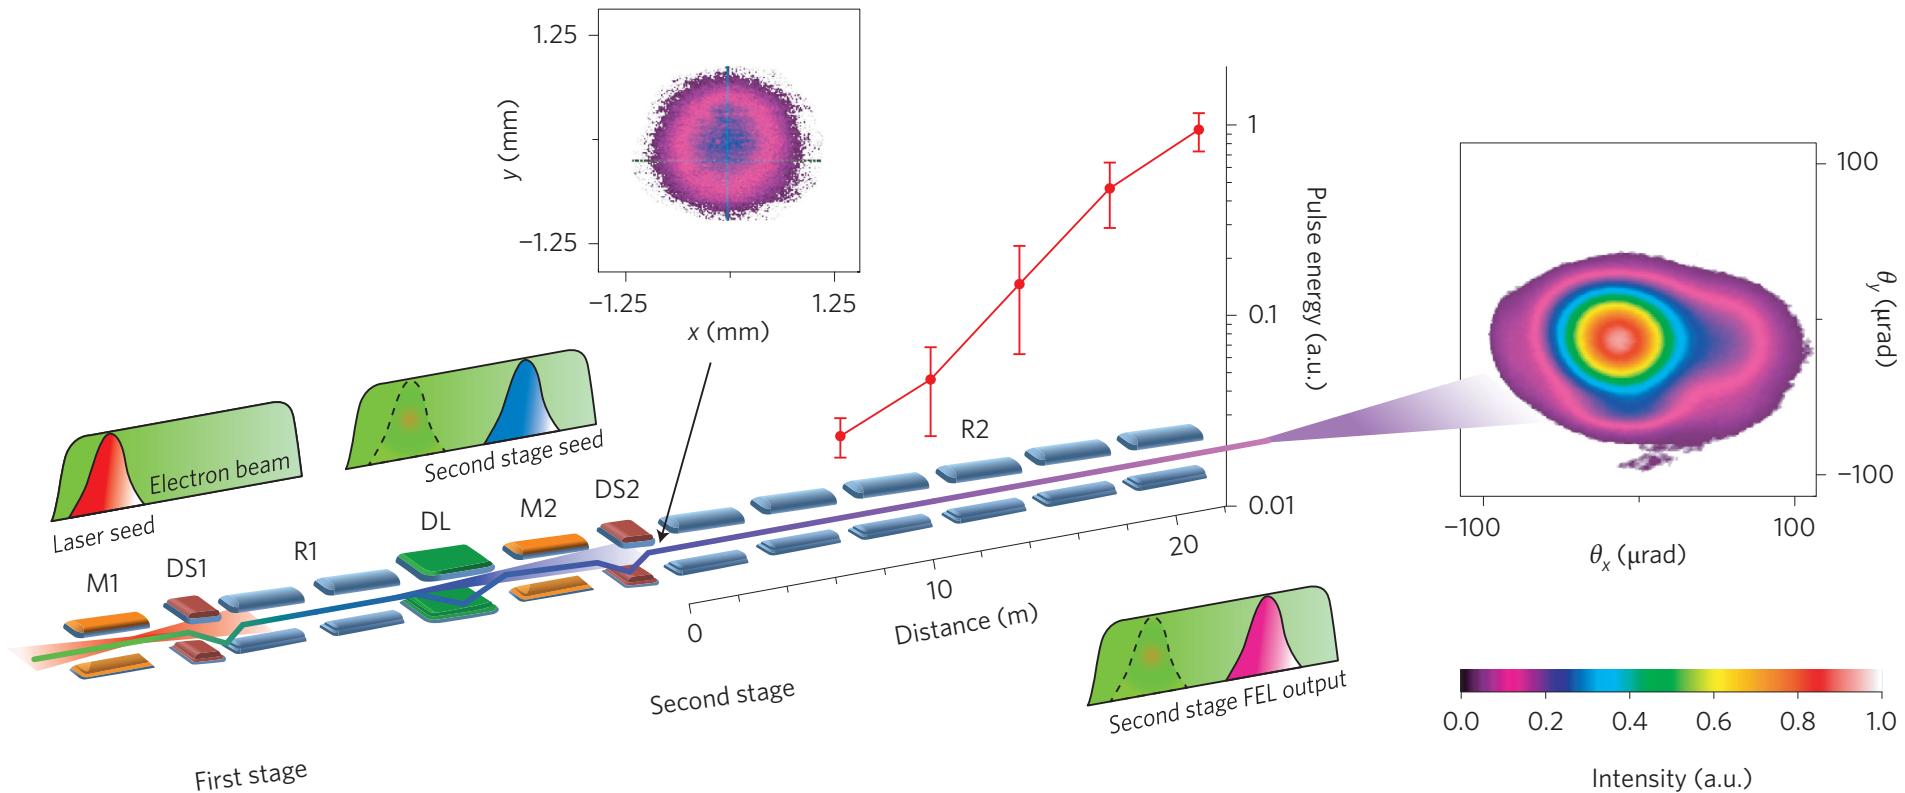 1.25
y (mm)
−1.25
−1.25
1.25
x (mm)
1
0.1
0.01
Pulse energy (a.u.)
100
θy (μrad)
−100
−100
100
θx (μrad)
Electron beam
Laser seed
Second stage seed
M1
DS1
R1
DL
M2
DS2
R2
0
10
20
Distance (m)
Second stage
First stage
Second stage FEL output
0.0
0.2
0.4
0.6
0.8
1.0
Intensity (a.u.)